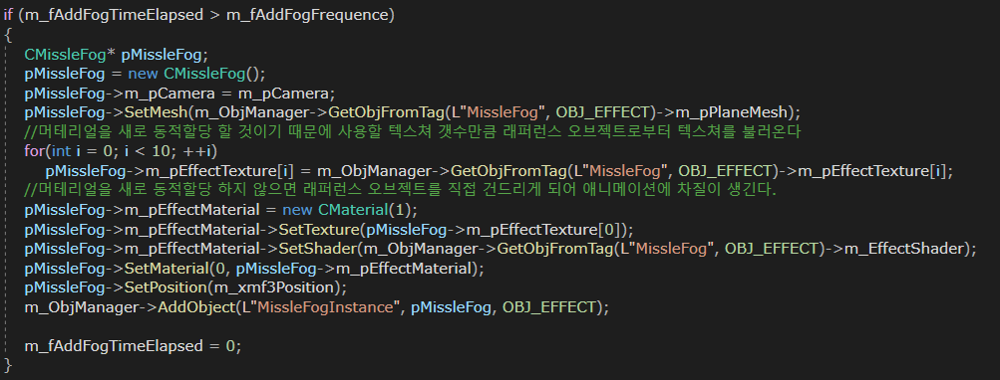 if (m_fAddFogTimeElapsed > m_fAddFogFrequence)
{
CMissleFog* pMissleFog;
pMissleFog = new CMissleFog();
pMissleFog->m_pCamera = m_pCamera;
pMissleFog->SetMesh(m_ObjManager->GetObjFromTag(L"MissleFog", OBJ_EFFECT)->m_pPlaneMesh);
//머테리얼을 새로 동적할당 할 것이기 때문에 사용할 텍스쳐 갯수만큼 래퍼런스 오브젝트로부터 텍스쳐를 불러온다
for(int i = 0; i < 10; ++i)
pMissleFog->m_pEffectTexture[i] = m_ObjManager->GetObjFromTag(L"MissleFog", OBJ_EFFECT)->m_pEffectTexture[i];
//머테리얼을 새로 동적할당 하지 않으면 래퍼런스 오브젝트를 직접 건드리게 되어 애니메이션에 차질이 생긴다.
pMissleFog->m_pEffectMaterial = new CMaterial(1);
pMissleFog->m_pEffectMaterial->SetTexture(pMissleFog->m_pEffectTexture[0]);
pMissleFog->m_pEffectMaterial->SetShader(m_ObjManager->GetObjFromTag(L"MissleFog", OBJ_EFFECT)->m_EffectShader);
pMissleFog->SetMaterial(0, pMissleFog->m_pEffectMaterial);
pMissleFog->SetPosition(m_xmf3Position);
m_ObjManager->AddObject(L"MissleFogInstance", pMissleFog, OBJ_EFFECT);
m_fAddFogTimeElapsed = 0;
}